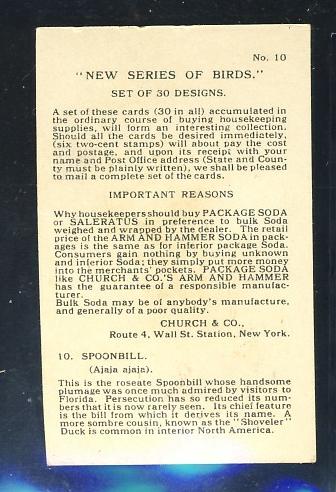 No. 10
"NEW SERIES OF BIRDS."
SET OF 30 DESIGNS.
A set of these cards (30 in all) accumulated in
the ordinary course of buying housekeeping
supplies, will form an interesting collection.
Should all the cards be desired immediately,
(six two-cent stamps) will about pay the cost
and postage, and upon its receipt with your
name and Post Office address (State and Coun-
ty must be plainly written), we shall be pleased
to mail a complete set of the cards.
IMPORTANT REASONS
Why housekeepers should buy PACKAGE SODA
or SALERATUS in preference to bulk Soda
weighed and wrapped by the dealer. The retail
price of the ARM AND HAMMER SODA in pack-
ages is the same as for inferior package Soda.
Consumers gain nothing by buying unknown
and inferior Soda; they simply put more money
into the merchants' pockets. PACKAGE SODA
like CHURCH & CO.'S ARM AND HAMMER
has the guarantee of a responsible manufac-
turer.
Bulk Soda may be of anybody's manufacture,
and generally of a poor quality.
CHURCH & CO.,
Route 4, Wall St. Station, New York.
10. SPOONBILL.
(Ajaja ajaja).
This is the roseate Spoonbill whose handsome
plumage was once much admired by visitors to
Florida. Persecution has so reduced its num-
bers that it is now rarely seen. Its chief feature
is the bill from which it derives its name. A
more sombre cousin, known as the "Shoveler"
Duck is common in interior North America.